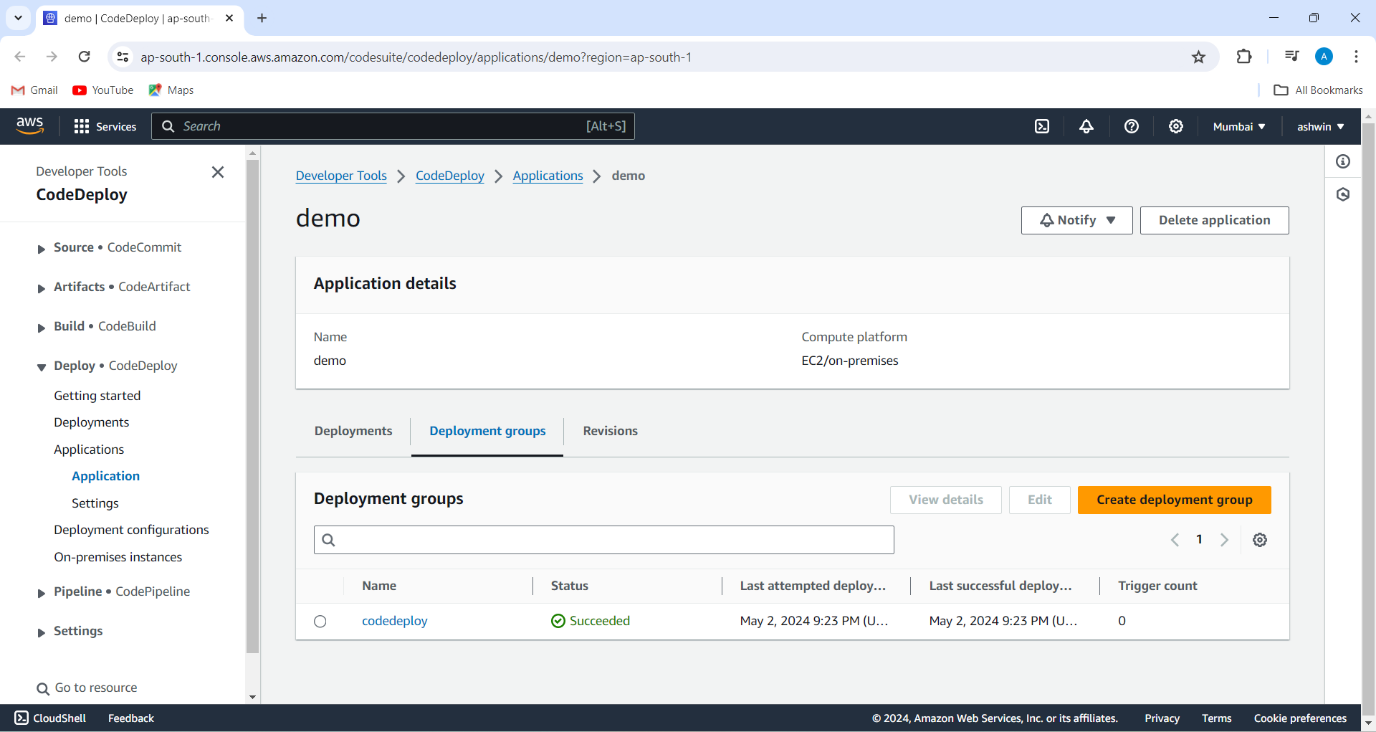 demo | CodeDeploy | ap-south-
ap-south-1.console.aws.amazon.com/codesuite/codedeploy/applications/demo?region=ap-south-1
A
Gmail YouTube Maps All Bookmarks
aws Services Search [Alt+S] Mumbai ashwin
Developer Tools
CodeDeploy
Source • CodeCommit
Artifacts • CodeArtifact
Build • CodeBuild
Deploy • CodeDeploy
Getting started
Deployments
Applications
Application
Settings
Deployment configurations
On-premises instances
Pipeline • CodePipeline
Settings
Go to resource
Developer Tools CodeDeploy Applications demo
demo
Notify Delete application
Application details
Name Compute platform
demo EC2/on-premises
Deployments Deployment groups Revisions
Deployment groups View details Edit Create deployment group
1
Name Status Last attempted deploy... Last successful deploy... Trigger count
codedeploy Succeeded May 2, 2024 9:23 PM (U... May 2, 2024 9:23 PM (U... 0
CloudShell Feedback © 2024, Amazon Web Services, Inc. or its affiliates. Privacy Terms Cookie preferences